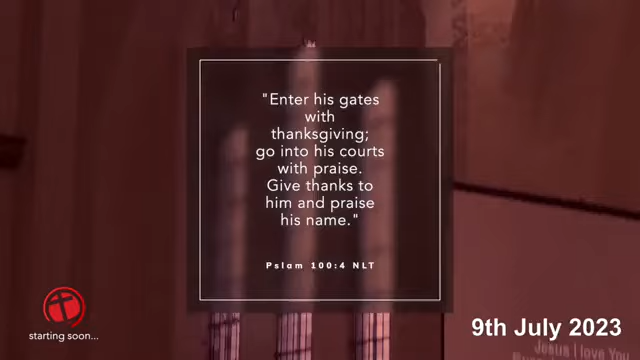 "Enter his gates
with
thanksgiving;
go into his courts
with praise.
Give thanks to
him and praise
his name."
Pslam 100:4 NLT
starting soon...
9th July 2023
Jesus I love You